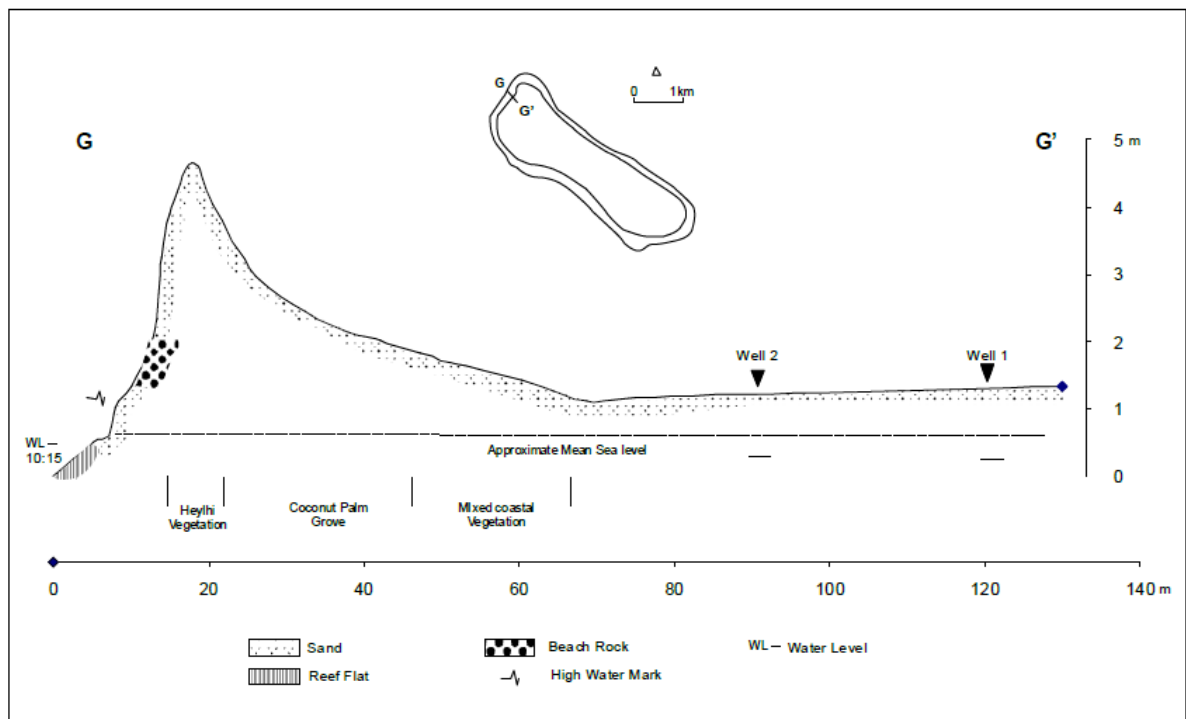 G
G'
0 1km
G
G'
5 m
4
3
2
1
0
Well 2
Well 1
WL
10:15
Approximate Mean Sea level
Heylhi
Vegetation
Coconut Palm
Grove
Mixed coastal
Vegetation
0 20 40 60 80 100 120 140 m
Sand
Beach Rock
WL Water Level
Reef Flat
High Water Mark